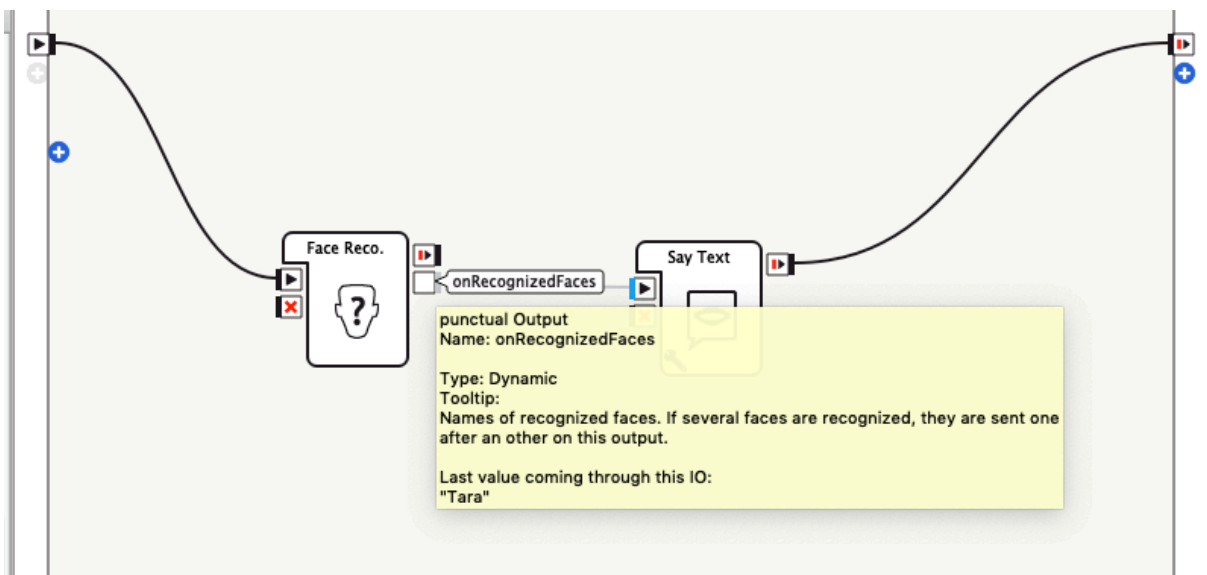 Face Reco.
?
Say Text
onRecognizedFaces
punctual Output
Name: onRecognizedFaces
Type: Dynamic
Tooltip:
Names of recognized faces. If several faces are recognized, they are sent one
after an other on this output.
Last value coming through this IO:
"Tara"